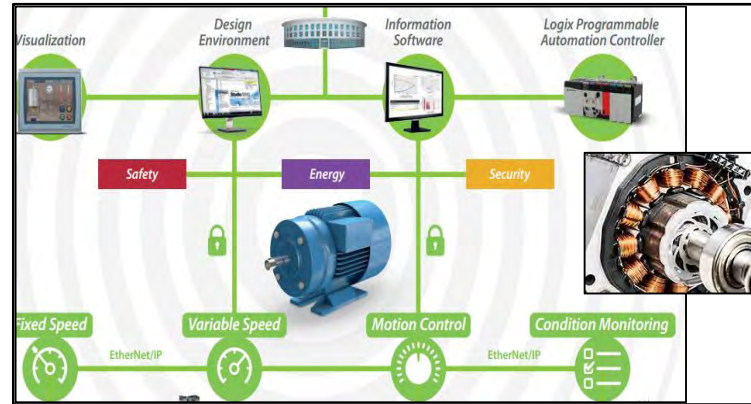 Visualization
Design
Environment
Information
Software
Logix Programmable
Automation Controller
Safety
Energy
Security
Fixed Speed
Variable Speed
Motion Control
Condition Monitoring
EtherNet/IP
EtherNet/IP